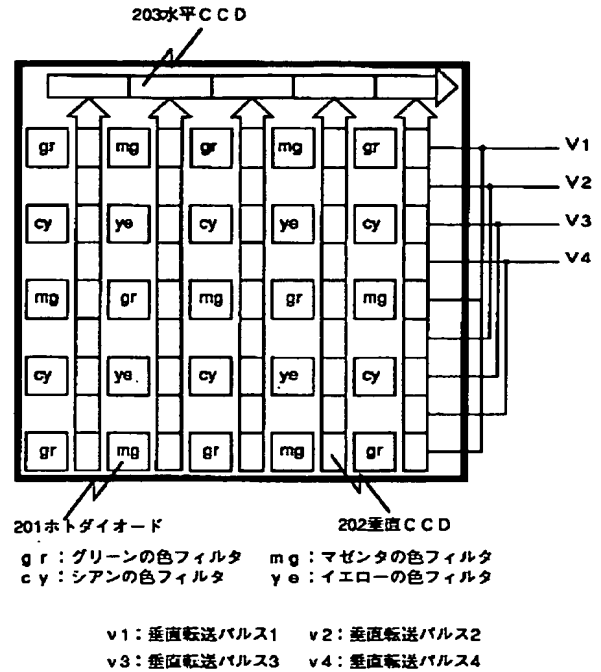 203水平CCD
gr mg gr mg gr V1
V2
cy ye cy ye cy V3
V4
mg gr mg gr mg
cy ye cy ye cy
gr mg gr mg gr
201ホトダイオード 202垂直CCD
gr：グリーンの色フィルタ mg：マゼンタの色フィルタ
cy：シアンの色フィルタ ye：イエローの色フィルタ
v1：垂直転送パルス1 v2：垂直転送パルス2
v3：垂直転送パルス3 v4：垂直転送パルス4